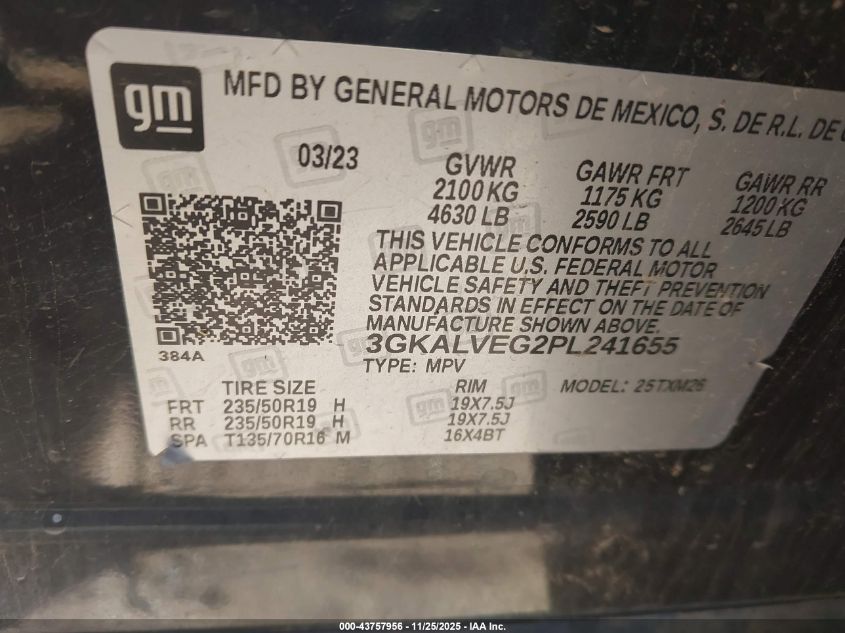 gm
MFD BY GENERAL MOTORS DE MEXICO, S. DE R.L. DE
03/23
GVWR GAWR FRT GAWR RR
2100 KG 1175 KG 1200 KG
4630 LB 2590 LB 2645 LB
THIS VEHICLE CONFORMS TO ALL
APPLICABLE U.S. FEDERAL MOTOR
VEHICLE SAFETY AND THEFT PREVENTION
STANDARDS IN EFFECT ON THE DATE OF
MANUFACTURE SHOWN ABOVE.
3GKALVEG2PL241655
384A
TYPE: MPV
TIRE SIZE RIM MODEL: 25TXM26
FRT 235/50R19 H 19X7.5J
RR 235/50R19 H 19X7.5J
SPA T135/70R16 M 16X4BT
000-43757956 - 11/25/2025 - IAA Inc.